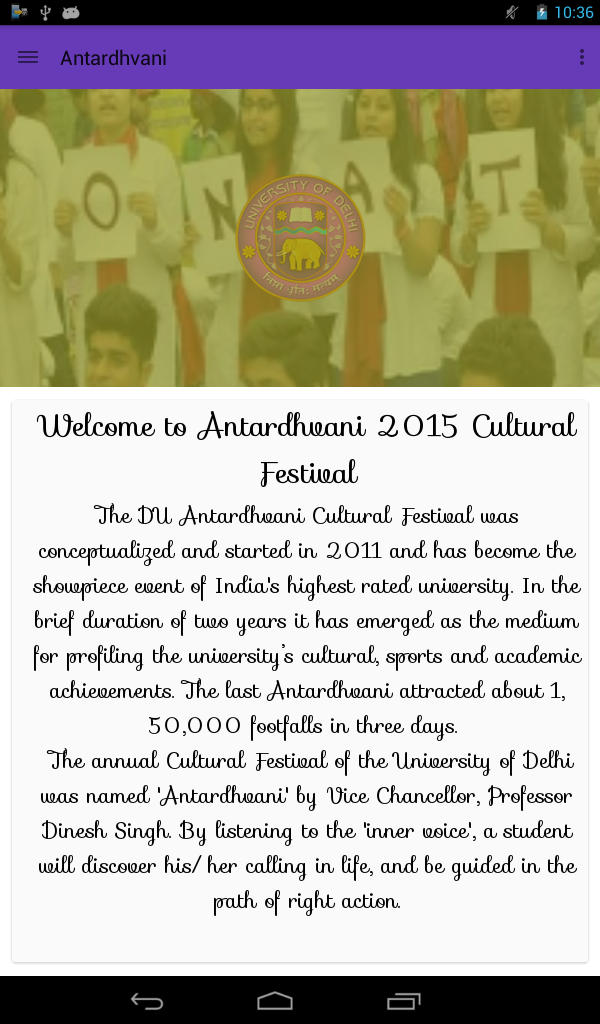 10:36
Antardhvani
O N A T
UNIVERSITY OF DELHI
Welcome to Antardhvani 2015 Cultural
Festival
The DU Antardhvani Cultural Festival was
conceptualized and started in 2011 and has become the
showpiece event of India's highest rated university. In the
brief duration of two years it has emerged as the medium
for profiling the university’s cultural, sports and academic
achievements. The last Antardhvani attracted about 1,
50,000 footfalls in three days.
The annual Cultural Festival of the University of Delhi
was named 'Antardhvani' by Vice Chancellor, Professor
Dinesh Singh. By listening to the 'inner voice', a student
will discover his/ her calling in life, and be guided in the
path of right action.